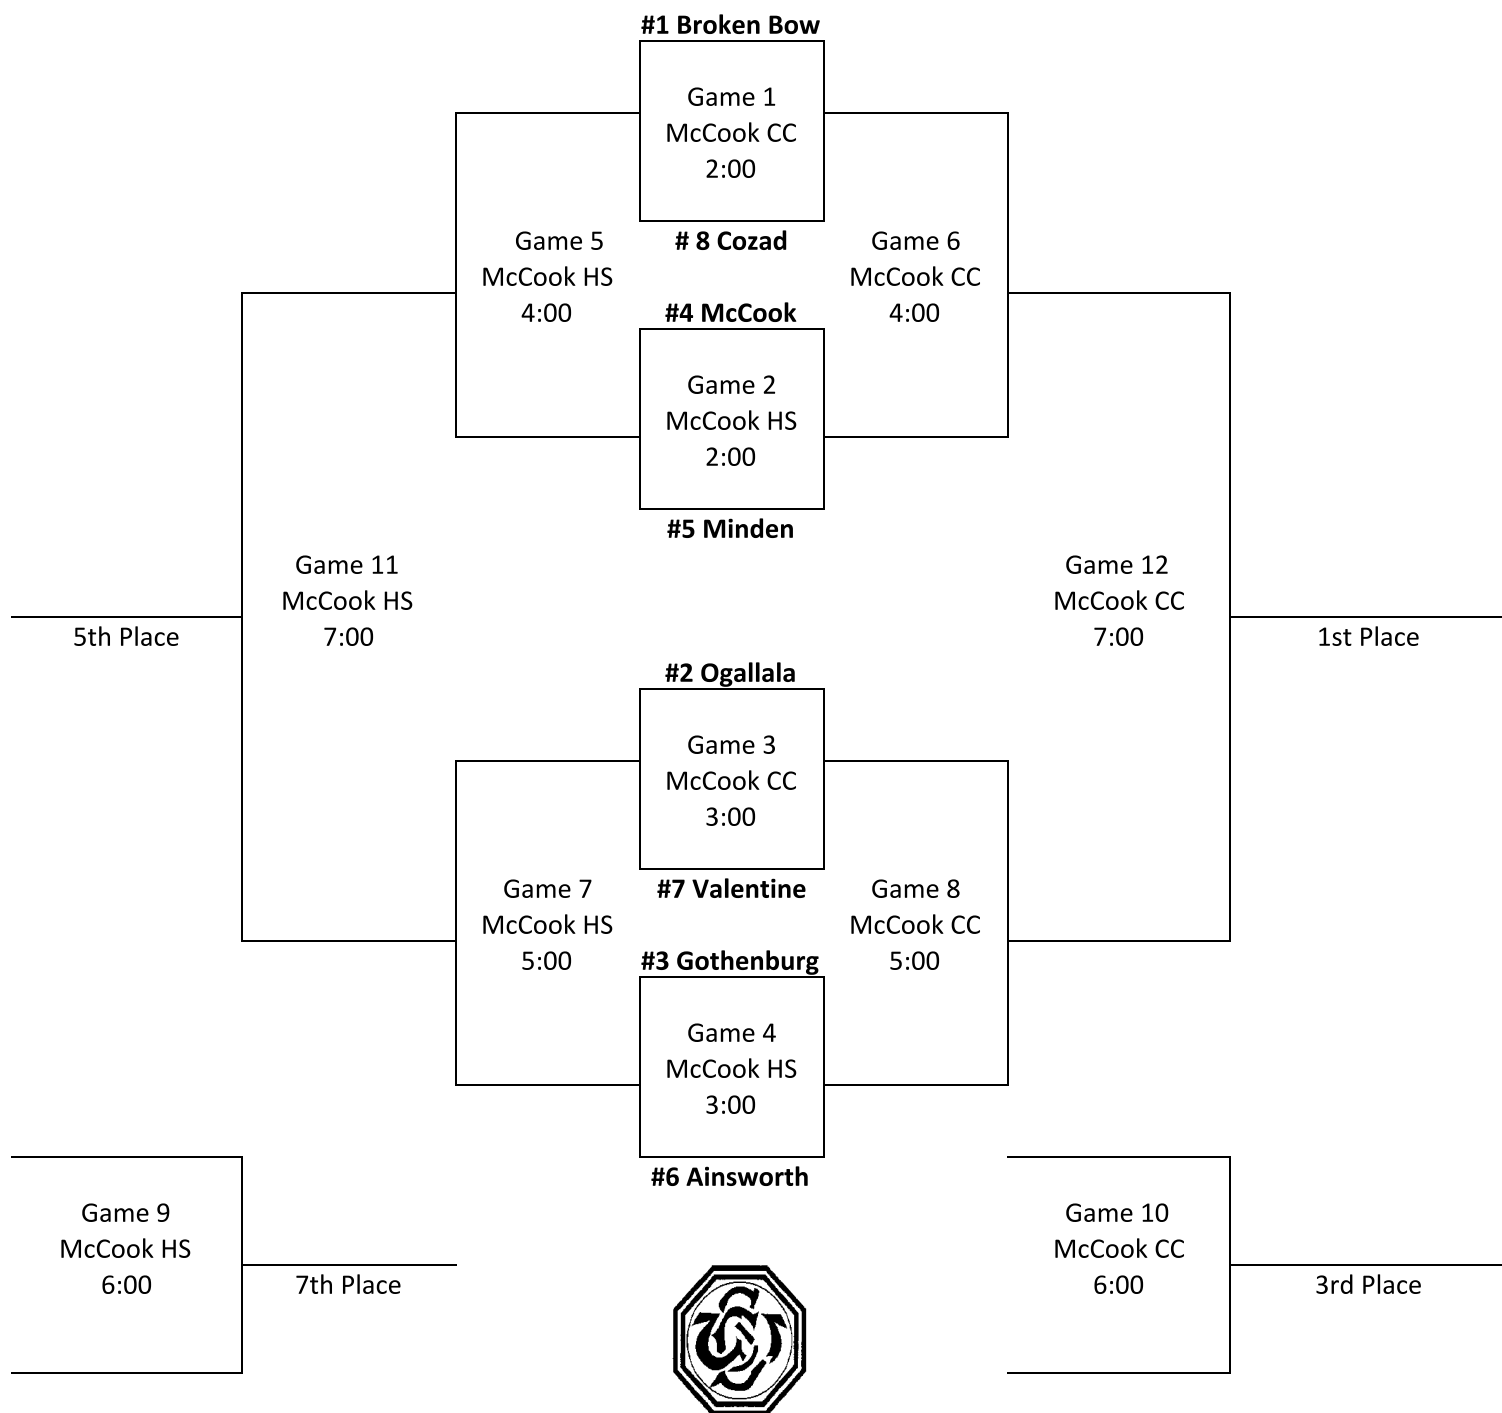 #1 Broken Bow
Game 1
McCook CC
2:00
# 8 Cozad
Game 5
McCook HS
4:00
Game 6
McCook CC
4:00
#4 McCook
Game 2
McCook HS
2:00
#5 Minden
Game 11
McCook HS
7:00
5th Place
Game 12
McCook CC
7:00
1st Place
#2 Ogallala
Game 3
McCook CC
3:00
#7 Valentine
Game 7
McCook HS
5:00
Game 8
McCook CC
5:00
#3 Gothenburg
Game 4
McCook HS
3:00
#6 Ainsworth
Game 9
McCook HS
6:00
7th Place
Game 10
McCook CC
6:00
3rd Place